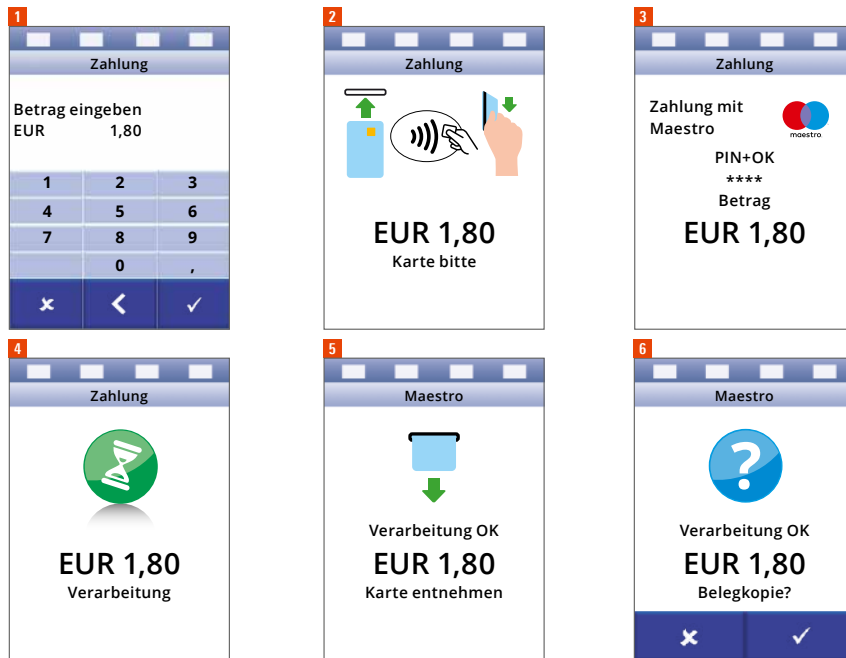 1
Zahlung
Betrag eingeben
EUR 1,80
1 2 3
4 5 6
7 8 9
0 ,
2
Zahlung
EUR 1,80
Karte bitte
3
Zahlung
Zahlung mit
Maestro
maestro
PIN+OK
****
Betrag
EUR 1,80
4
Zahlung
EUR 1,80
Verarbeitung
5
Maestro
Verarbeitung OK
EUR 1,80
Karte entnehmen
6
Maestro
?
Verarbeitung OK
EUR 1,80
Belegkopie?